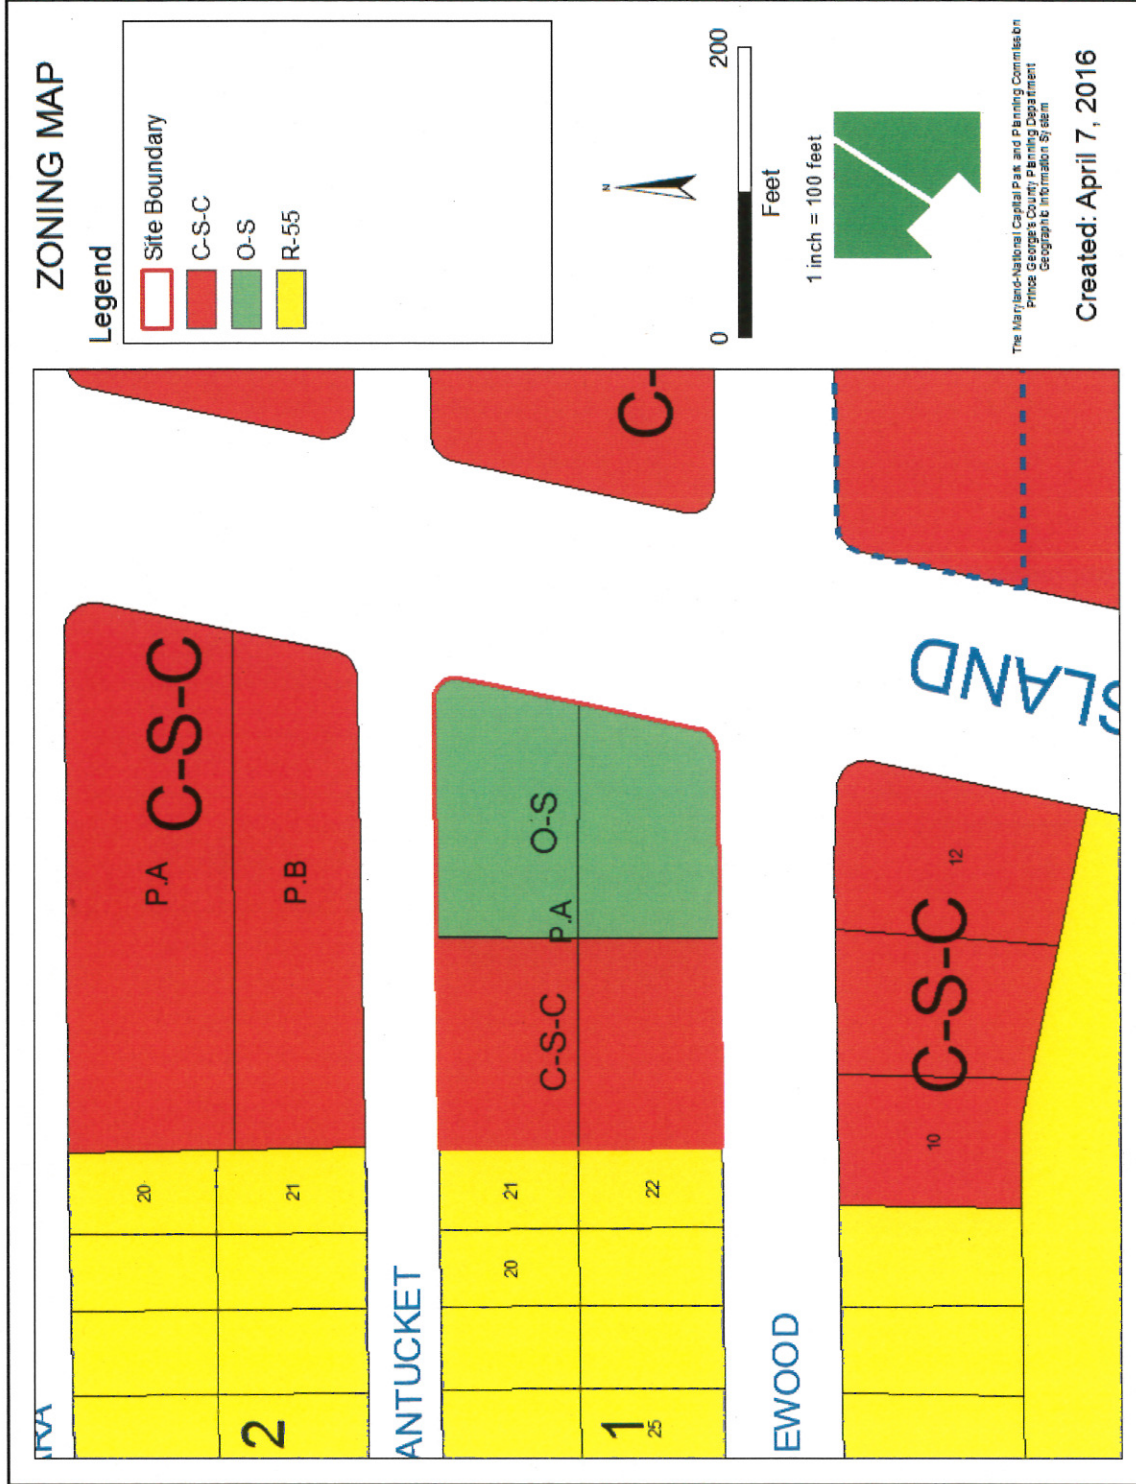 ZONING MAP
Legend
Site Boundary
C-S-C
O-S
R-55
N
0
200
Feet
1 inch = 100 feet
The Maryland-National Capital Park and Planning Commission
Prince George's County Planning Department
Geographic Information System
Created: April 7, 2016
RA
20
21
2
P.A
P.B
C-S-C
ANTUCKET
1
25
20
21
22
C-S-C
P.A
O-S
C-
EWOOD
10
C-S-C
12
SLAND